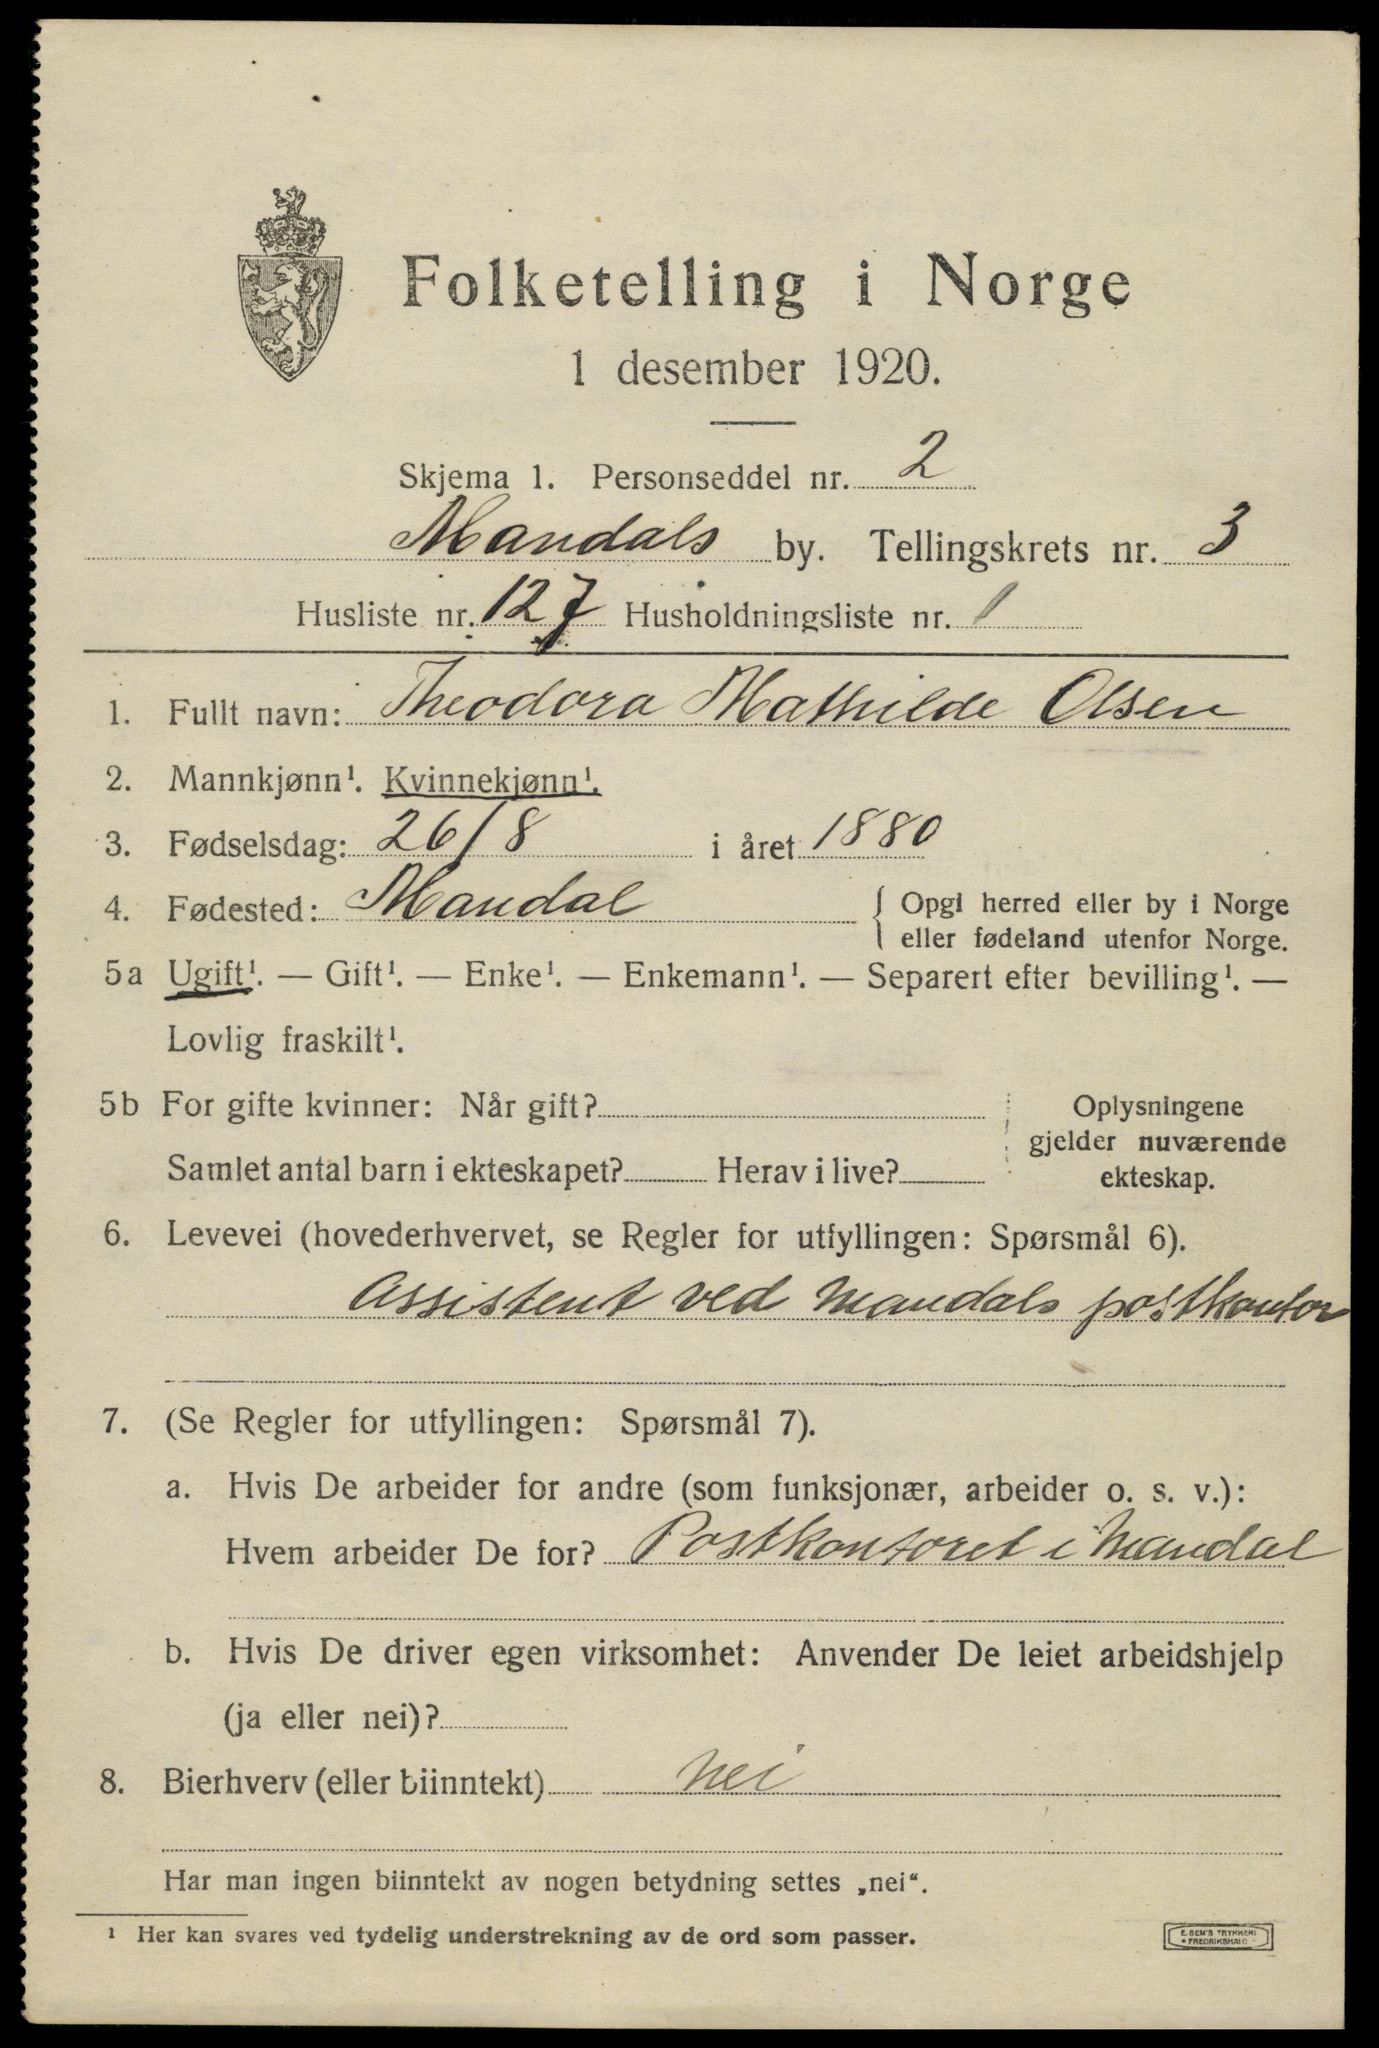 Folketelling i Norge
1 desember 1920.
Skjema 1. Personseddel nr. 2
Mandals by. Tellingskrets nr. 3
Husliste nr. 127 Husholdningsliste nr. 1
1. Fullt navn: Theodora Mathilde Olsen
2. Mannkjønn¹. Kvinnekjønn¹.
3. Fødselsdag: 26/8 i året 1880
4. Fødested: Mandal { Opgi herred eller by i Norge
eller fødeland utenfor Norge.
5a Ugift¹. — Gift¹. — Enke¹. — Enkemann¹. — Separert efter bevilling¹. —
Lovlig fraskilt¹.
5b For gifte kvinner: Når gift? Oplysningene
gjelder nuværende
Samlet antal barn i ekteskapet? Herav i live? ekteskap.
6. Levevei (hovederhvervet, se Regler for utfyllingen: Spørsmål 6).
Assistent ved Mandals postkontor
7. (Se Regler for utfyllingen: Spørsmål 7).
a. Hvis De arbeider for andre (som funksjonær, arbeider o. s. v.):
Hvem arbeider De for? Postkontoret i Mandal
b. Hvis De driver egen virksomhet: Anvender De leiet arbeidshjelp
(ja eller nei)?
8. Bierhverv (eller biinntekt) nei
Har man ingen biinntekt av nogen betydning settes „nei“.
¹ Her kan svares ved tydelig understrekning av de ord som passer.
E. SEM'S TRYKKERI
FREDRIKSHALD